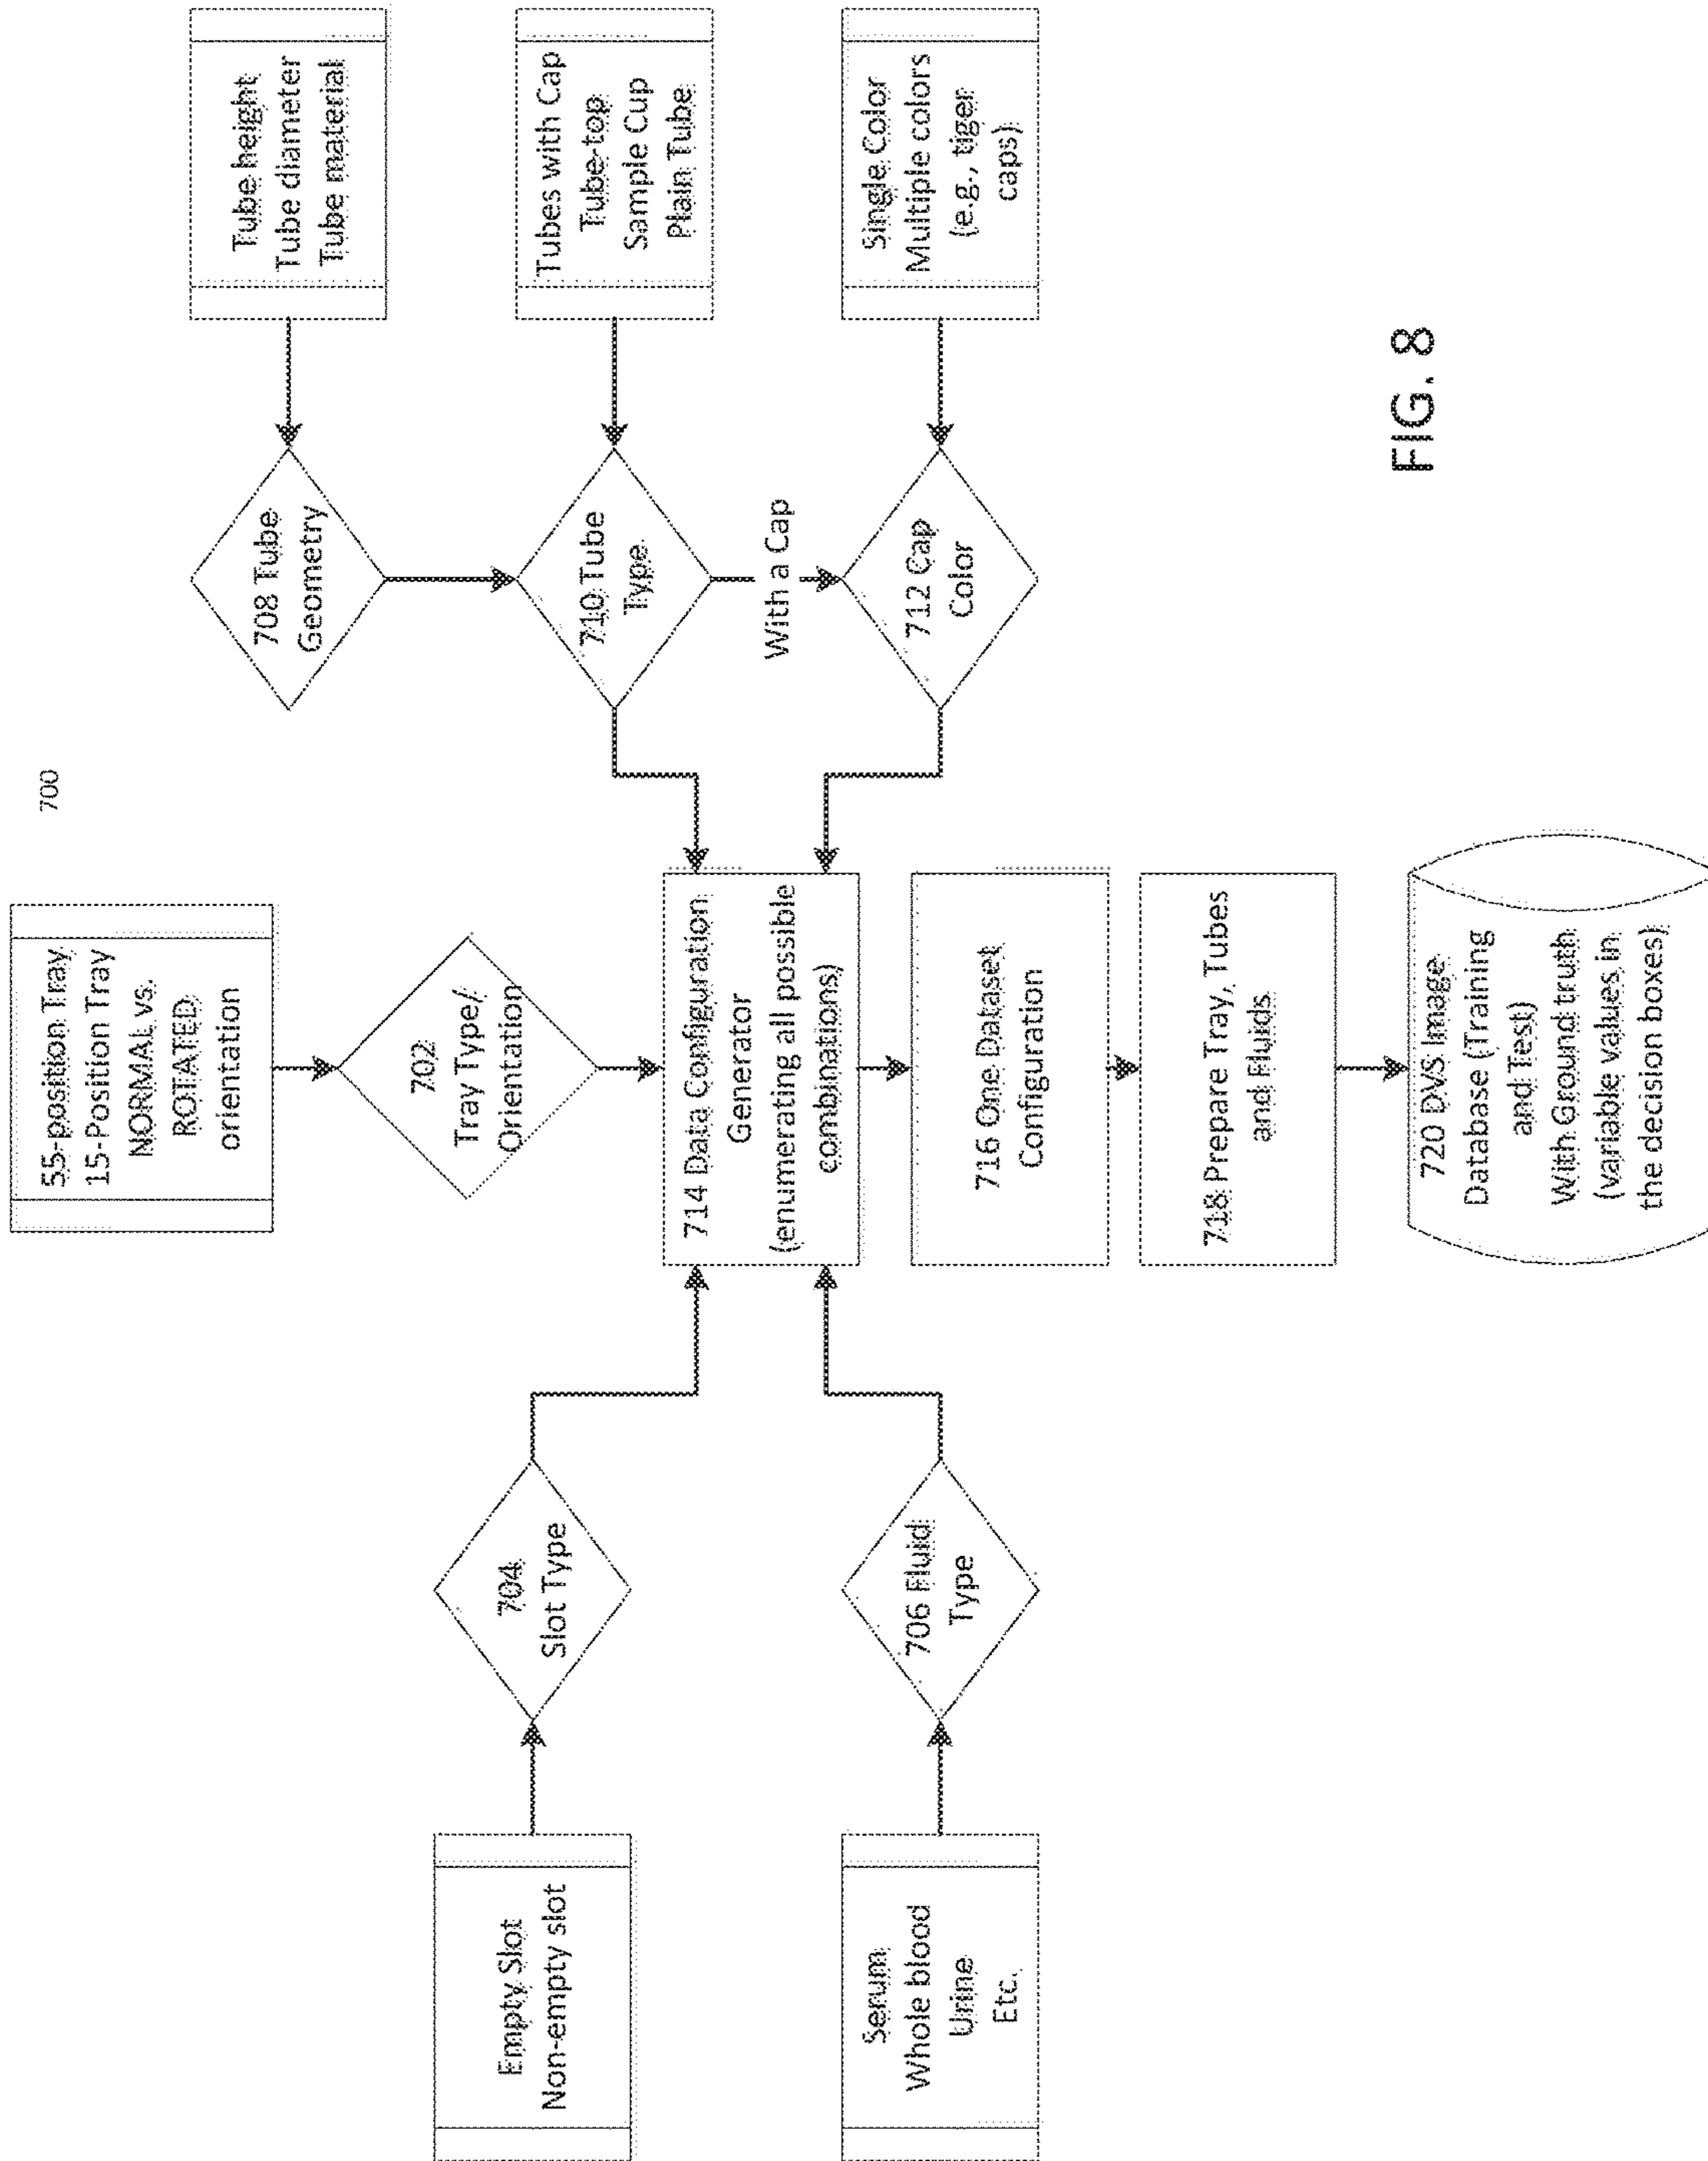 700
55-position Tray
15-Position Tray
NORMAL vs.
ROTATED
orientation
702
Tray Type/
Orientation
Empty Slot
Non-empty slot
704
Slot Type
Serum
Whole blood
Urine
Etc.
706 Fluid
Type
Tube height
Tube diameter
Tube material
708 Tube
Geometry
Tubes with Cap
Tube-top
Sample Cup
Plain Tube
710 Tube
Type
With a Cap
Single Color
Multiple colors
(e.g., tiger
caps)
712 Cap
Color
714 Data Configuration
Generator
(enumerating all possible
combinations)
716 One Dataset
Configuration
718 Prepare Tray, Tubes
and Fluids
720 DVS Image
Database (Training
and Test)
With Ground truth
(variable values in
the decision boxes)
FIG. 8